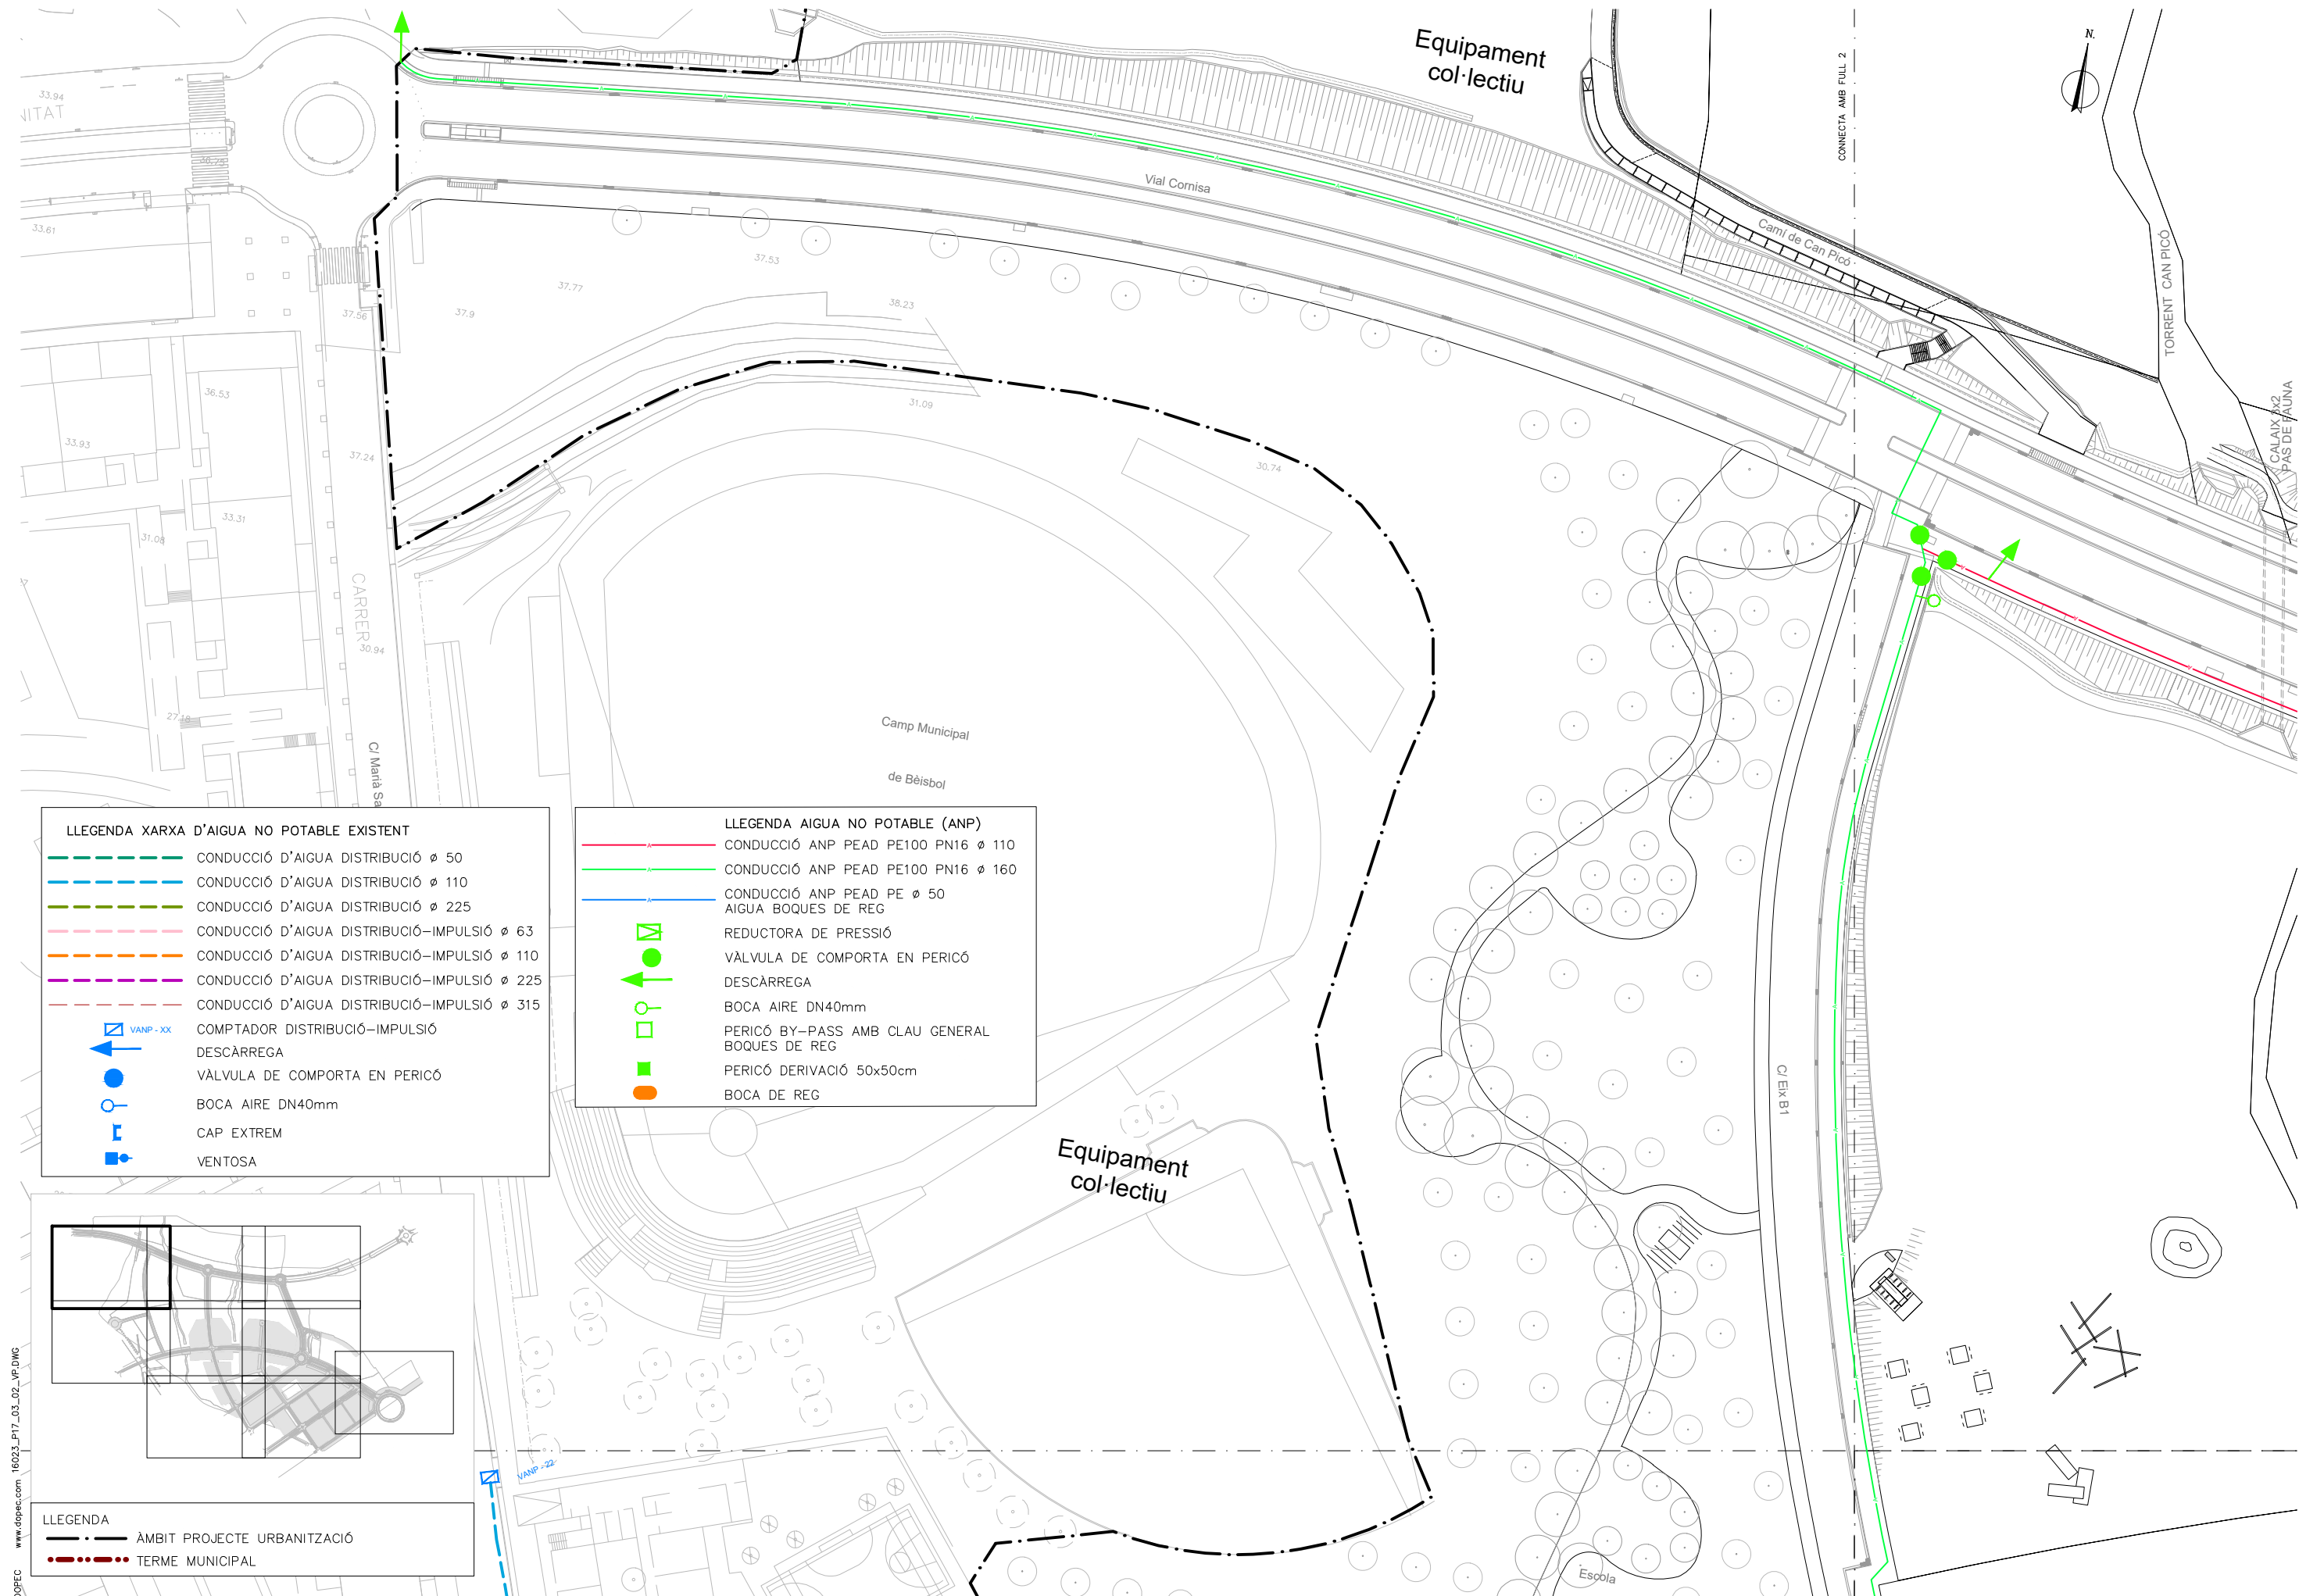 Equipament
col·lectiu
CONNECTA AMB FULL 2
N.
33.94
NITAT
36.75
33.61
Vial Cornisa
Camí de Can Picó
TORRENT CAN PICÓ
CALAIX 3x2
PAS DE FAUNA
37.53
37.77
38.23
37.9
37.56
36.53
31.09
33.93
37.24
30.74
33.31
31.08
CARRER
30.94
27.18
C/ Marià Sa
Camp Municipal
de Bèisbol
LLEGENDA XARXA D'AIGUA NO POTABLE EXISTENT
CONDUCCIÓ D'AIGUA DISTRIBUCIÓ ø 50
CONDUCCIÓ D'AIGUA DISTRIBUCIÓ ø 110
CONDUCCIÓ D'AIGUA DISTRIBUCIÓ ø 225
CONDUCCIÓ D'AIGUA DISTRIBUCIÓ-IMPULSIÓ ø 63
CONDUCCIÓ D'AIGUA DISTRIBUCIÓ-IMPULSIÓ ø 110
CONDUCCIÓ D'AIGUA DISTRIBUCIÓ-IMPULSIÓ ø 225
CONDUCCIÓ D'AIGUA DISTRIBUCIÓ-IMPULSIÓ ø 315
VANP - XX COMPTADOR DISTRIBUCIÓ-IMPULSIÓ
DESCÀRREGA
VÀLVULA DE COMPORTA EN PERICÓ
BOCA AIRE DN40mm
CAP EXTREM
VENTOSA
LLEGENDA AIGUA NO POTABLE (ANP)
CONDUCCIÓ ANP PEAD PE100 PN16 ø 110
CONDUCCIÓ ANP PEAD PE100 PN16 ø 160
CONDUCCIÓ ANP PEAD PE ø 50
AIGUA BOQUES DE REG
REDUCTORA DE PRESSIÓ
VÀLVULA DE COMPORTA EN PERICÓ
DESCÀRREGA
BOCA AIRE DN40mm
PERICÓ BY-PASS AMB CLAU GENERAL
BOQUES DE REG
PERICÓ DERIVACIÓ 50x50cm
BOCA DE REG
C/ Eix B1
Equipament
col·lectiu
VANP - 22
LLEGENDA
ÀMBIT PROJECTE URBANITZACIÓ
TERME MUNICIPAL
Escola
DOPEC www.dopec.com 16023_P17_03_02_VP.DWG